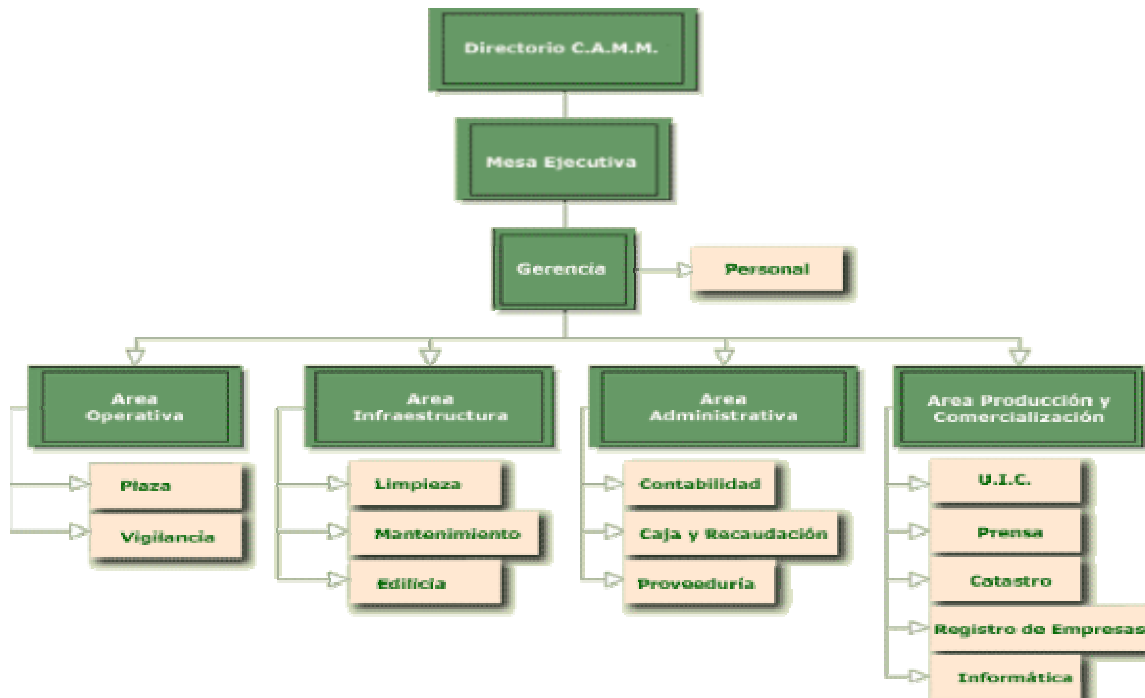 Directorio C.A.M.M.
Mesa Ejecutiva
Gerencia
Personal
Area
Operativa
Area
Infraestructura
Area
Administrativa
Area Producción y
Comercialización
Plaza
Vigilancia
Limpieza
Mantenimiento
Edilicia
Contabilidad
Caja y Recaudación
Proveeduría
U.I.C.
Prensa
Catastro
Registro de Empresas
Informática